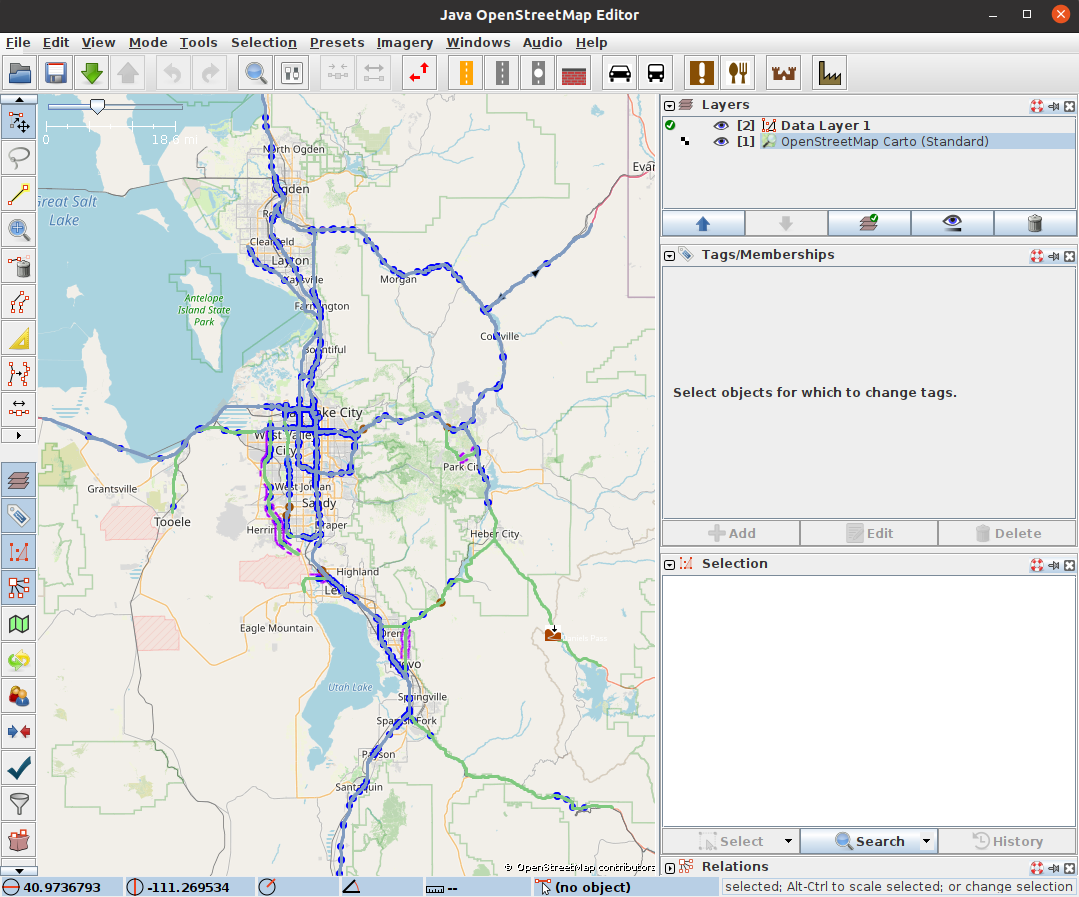 Java OpenStreetMap Editor
File Edit View Mode Tools Selection Presets Imagery Windows Audio Help
0 18.6 mi
North Ogden
Ogden
Great Salt
Lake
Clearfield
Layton
Kaysville
Farmington
Morgan
Antelope
Island State
Park
Bountiful
Coalville
Evan
ke City
West Valley
City
Park City
Grantsville
West Jordan
Sandy
Tooele
Draper
Herrim
Heber City
Highland
Lehi
Eagle Mountain
Orem
Provo
Utah Lake
Springville
Spanish Fork
Payson
Santaquin
© OpenStreetMap contributors
Layers
[2] Data Layer 1
[1] OpenStreetMap Carto (Standard)
Tags/Memberships
Select objects for which to change tags.
Add Edit Delete
Selection
Select Search History
Relations
40.9736793 -111.269534 -- (no object) selected; Alt-Ctrl to scale selected; or change selection